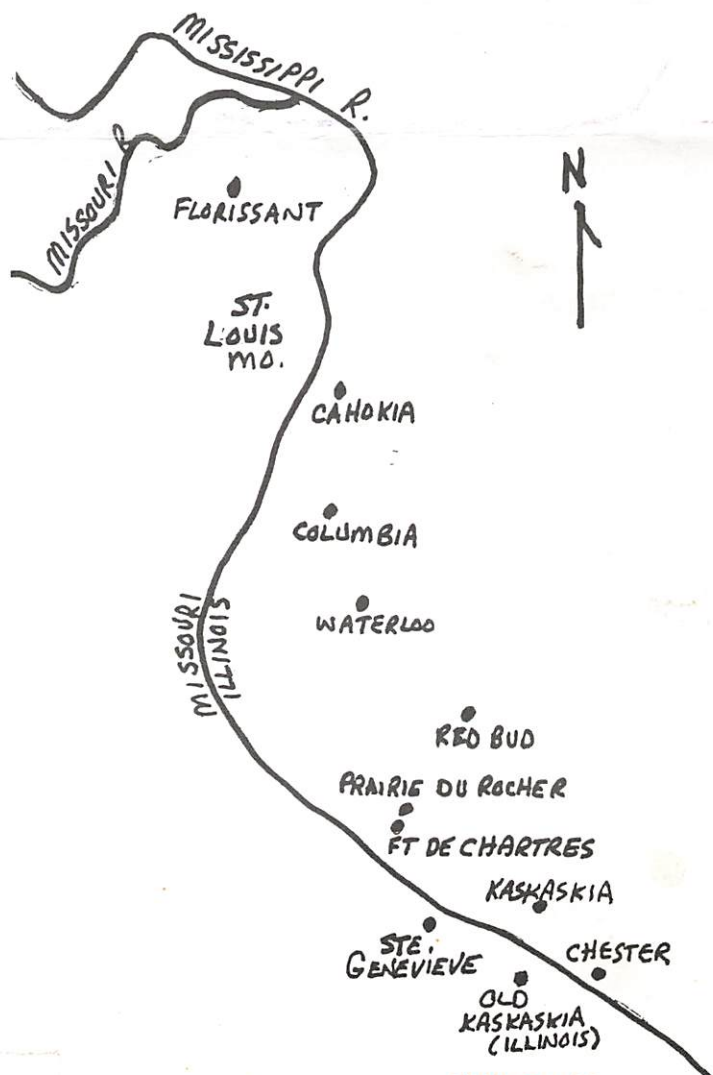 MISSISSIPPI R.
MISSOURI R
N
FLORISSANT
ST.
LOUIS
MO.
CAHOKIA
COLUMBIA
WATERLOO
MISSOURI
ILLINOIS
RED BUD
PRAIRIE DU ROCHER
FT DE CHARTRES
KASKASKIA
STE.
GENEVIEVE
CHESTER
OLD
KASKASKIA
(ILLINOIS)